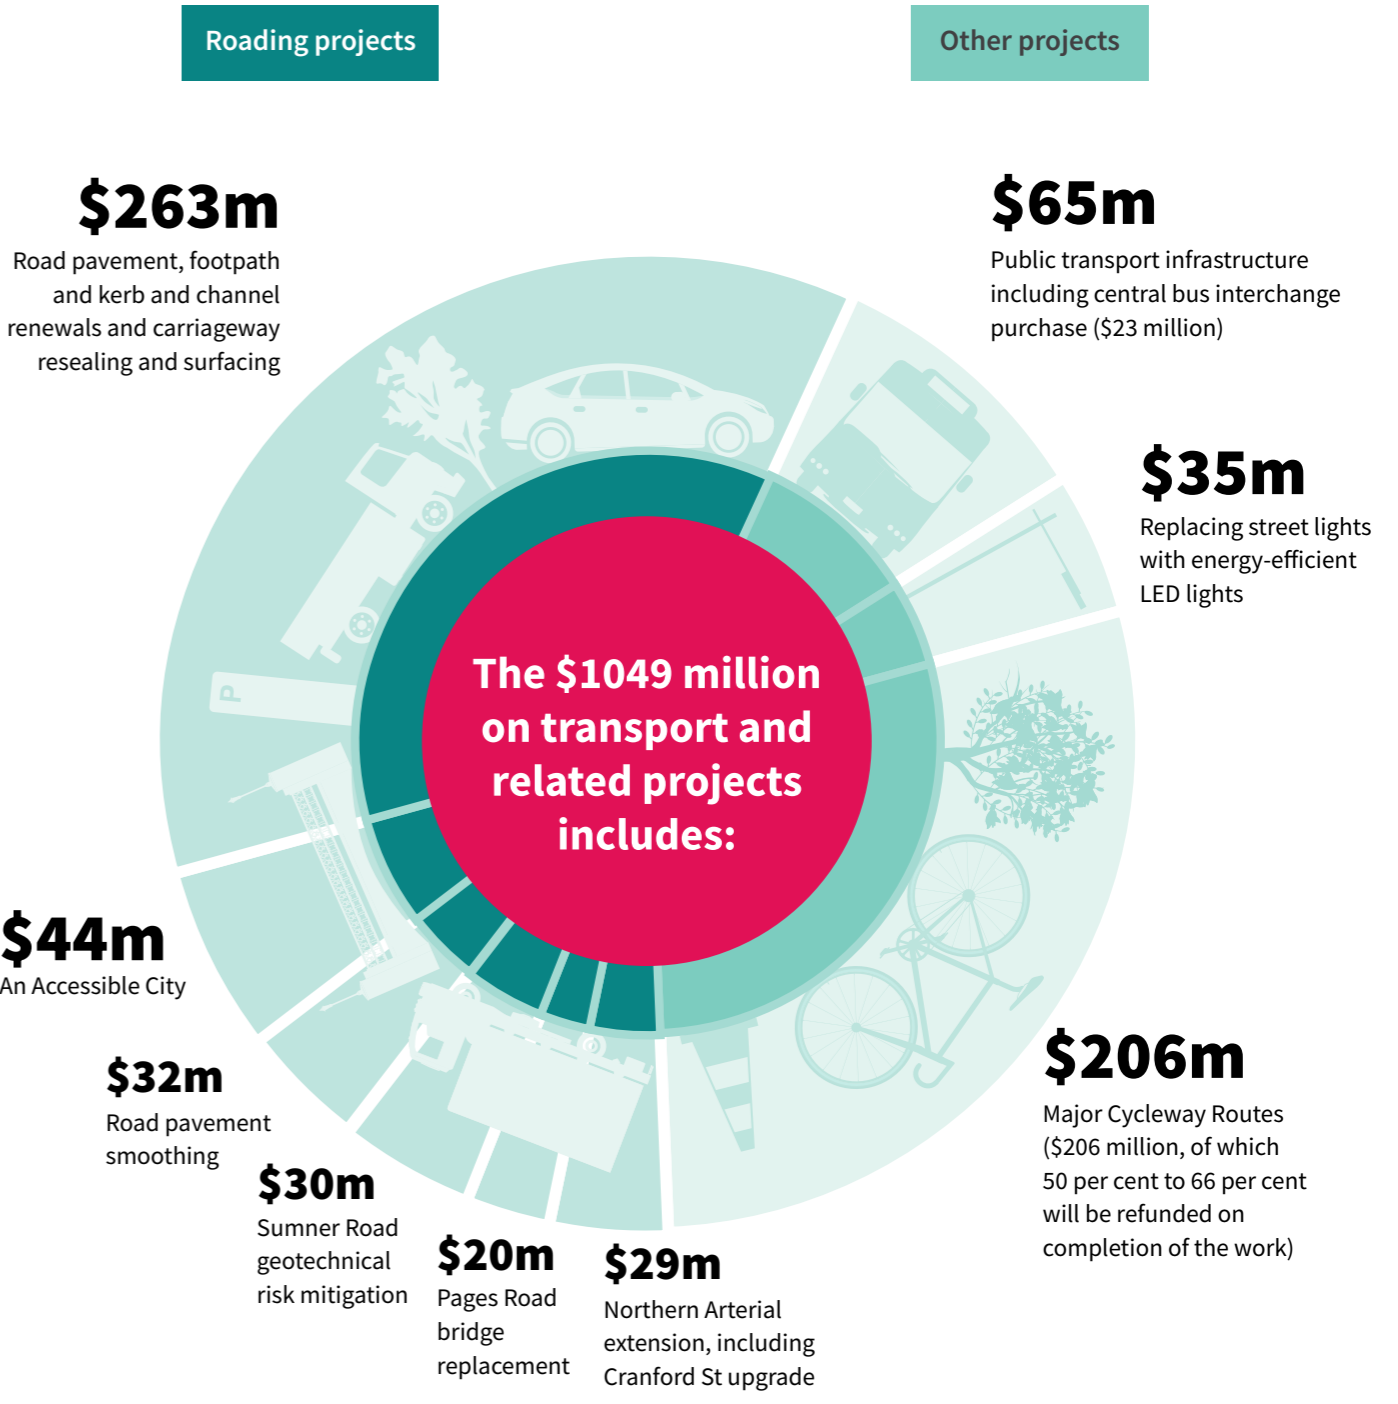 Roading projects
Other projects
$263m
Road pavement, footpath
and kerb and channel
renewals and carriageway
resealing and surfacing
$65m
Public transport infrastructure
including central bus interchange
purchase ($23 million)
$35m
Replacing street lights
with energy-efficient
LED lights
P
The $1049 million
on transport and
related projects
includes:
$44m
An Accessible City
$32m
Road pavement
smoothing
$30m
Sumner Road
geotechnical
risk mitigation
$20m
Pages Road
bridge
replacement
$29m
Northern Arterial
extension, including
Cranford St upgrade
$206m
Major Cycleway Routes
($206 million, of which
50 per cent to 66 per cent
will be refunded on
completion of the work)